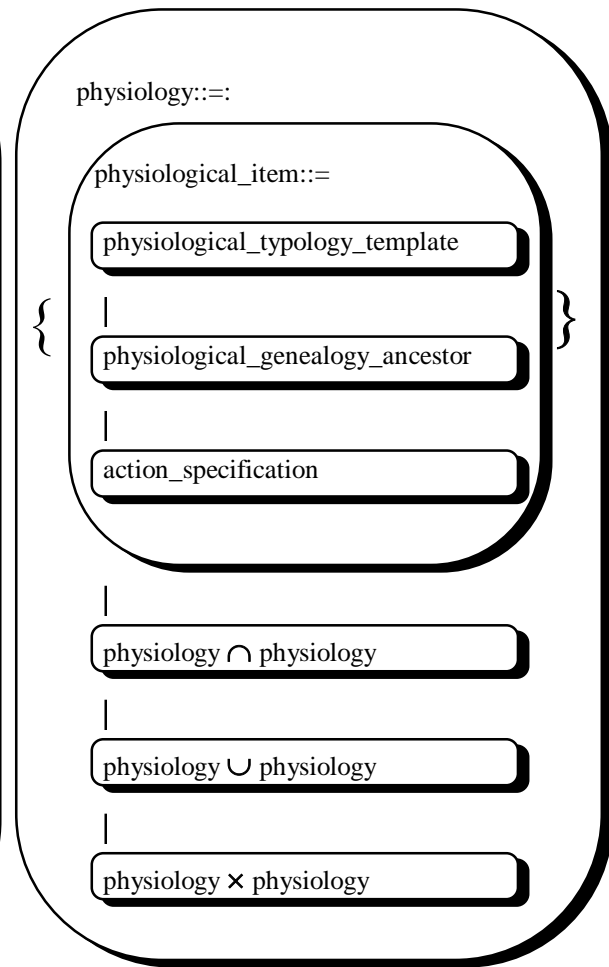 physiology::=:
physiological_item::=
physiological_typology_template
{ | }
physiological_genealogy_ancestor
|
action_specification
|
physiology ∩ physiology
|
physiology ∪ physiology
|
physiology × physiology